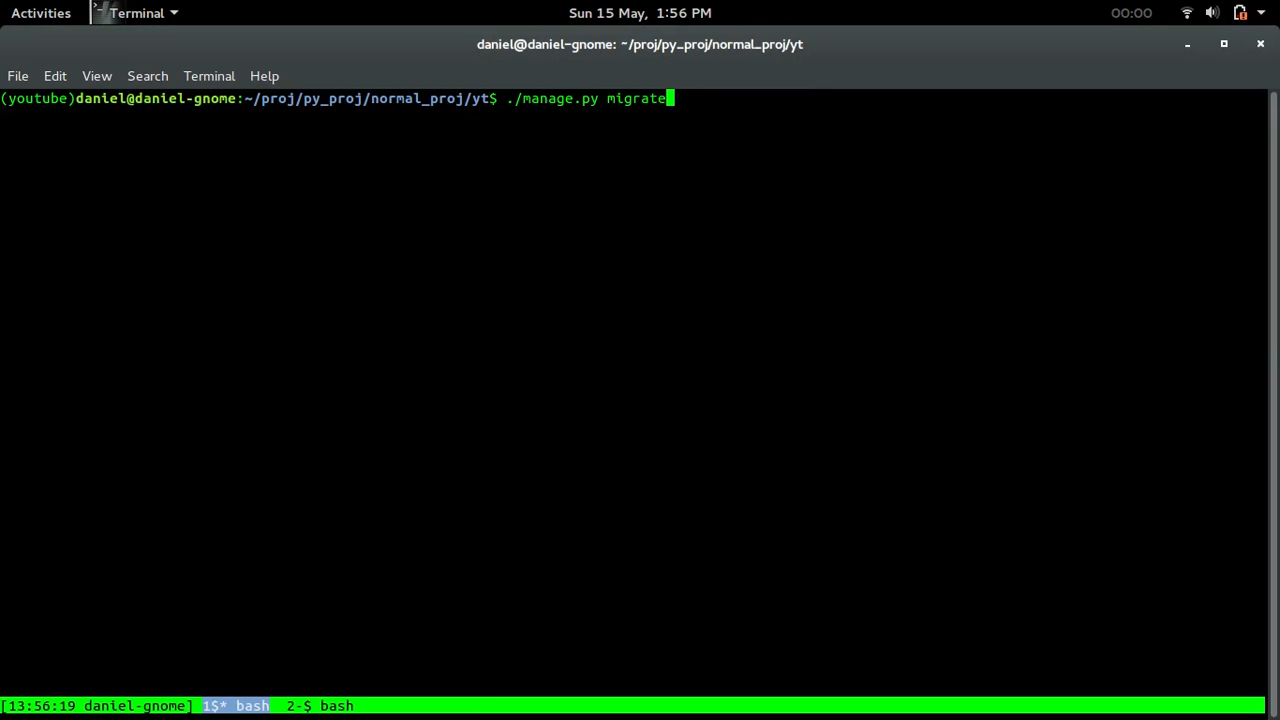 Activities Terminal Sun 15 May, 1:56 PM 00:00
daniel@daniel-gnome: ~/proj/py_proj/normal_proj/yt
File Edit View Search Terminal Help
(youtube)daniel@daniel-gnome:~/proj/py_proj/normal_proj/yt$ ./manage.py migrate
[13:56:19 daniel-gnome] 1$* bash 2-$ bash